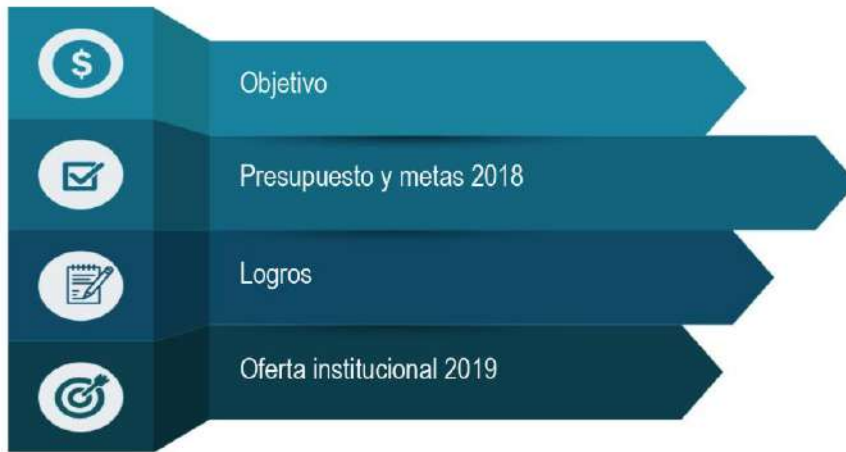 $
Objetivo
Presupuesto y metas 2018
Logros
Oferta institucional 2019